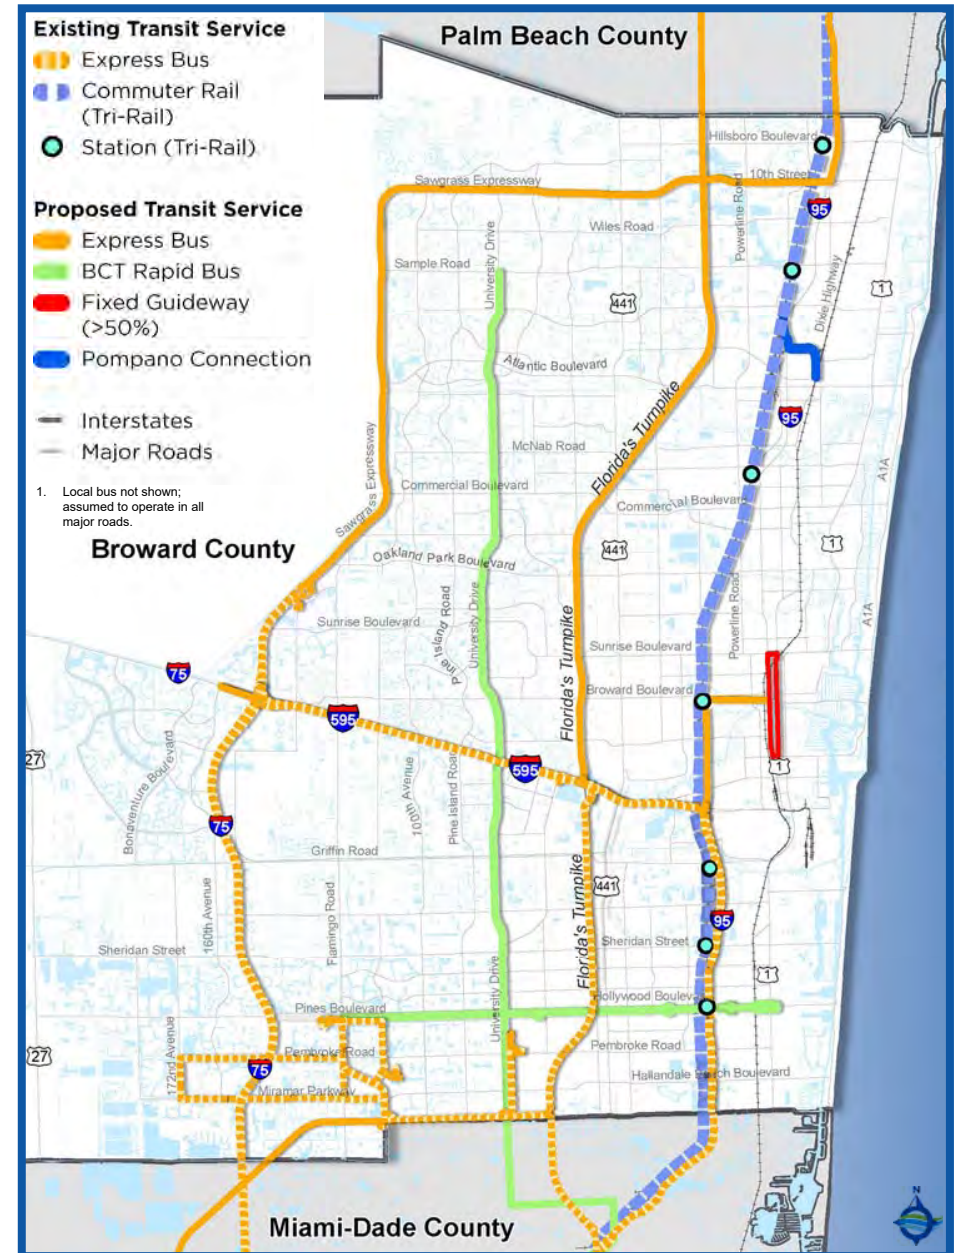 Existing Transit Service
Express Bus
Commuter Rail
(Tri-Rail)
Station (Tri-Rail)
Proposed Transit Service
Express Bus
BCT Rapid Bus
Fixed Guideway
(>50%)
Pompano Connection
Interstates
Major Roads
1. Local bus not shown;
assumed to operate in all
major roads.
Palm Beach County
Broward County
Miami-Dade County
Hillsboro Boulevard
10th Street
Sawgrass Expressway
Powerline Road
95
Wiles Road
University Drive
Sample Road
441
Dixie Highway
1
Atlantic Boulevard
Florida's Turnpike
95
McNab Road
Sawgrass Expressway
Commercial Boulevard
Commercial Boulevard
A1A
441
1
Oakland Park Boulevard
Pine Island Road
University Drive
Powerline Road
A1A
Sunrise Boulevard
Florida's Turnpike
Sunrise Boulevard
75
Broward Boulevard
595
27
595
1
Bonaventure Boulevard
100th Avenue
Pine Island Road
75
Griffin Road
Florida's Turnpike
441
160th Avenue
Flamingo Road
95
Sheridan Street
Sheridan Street
University Drive
1
Pines Boulevard
Hollywood Boulev
172nd Avenue
27
Pembroke Road
Pembroke Road
75
Hallandale Beach Boulevard
Miramar Parkway
N